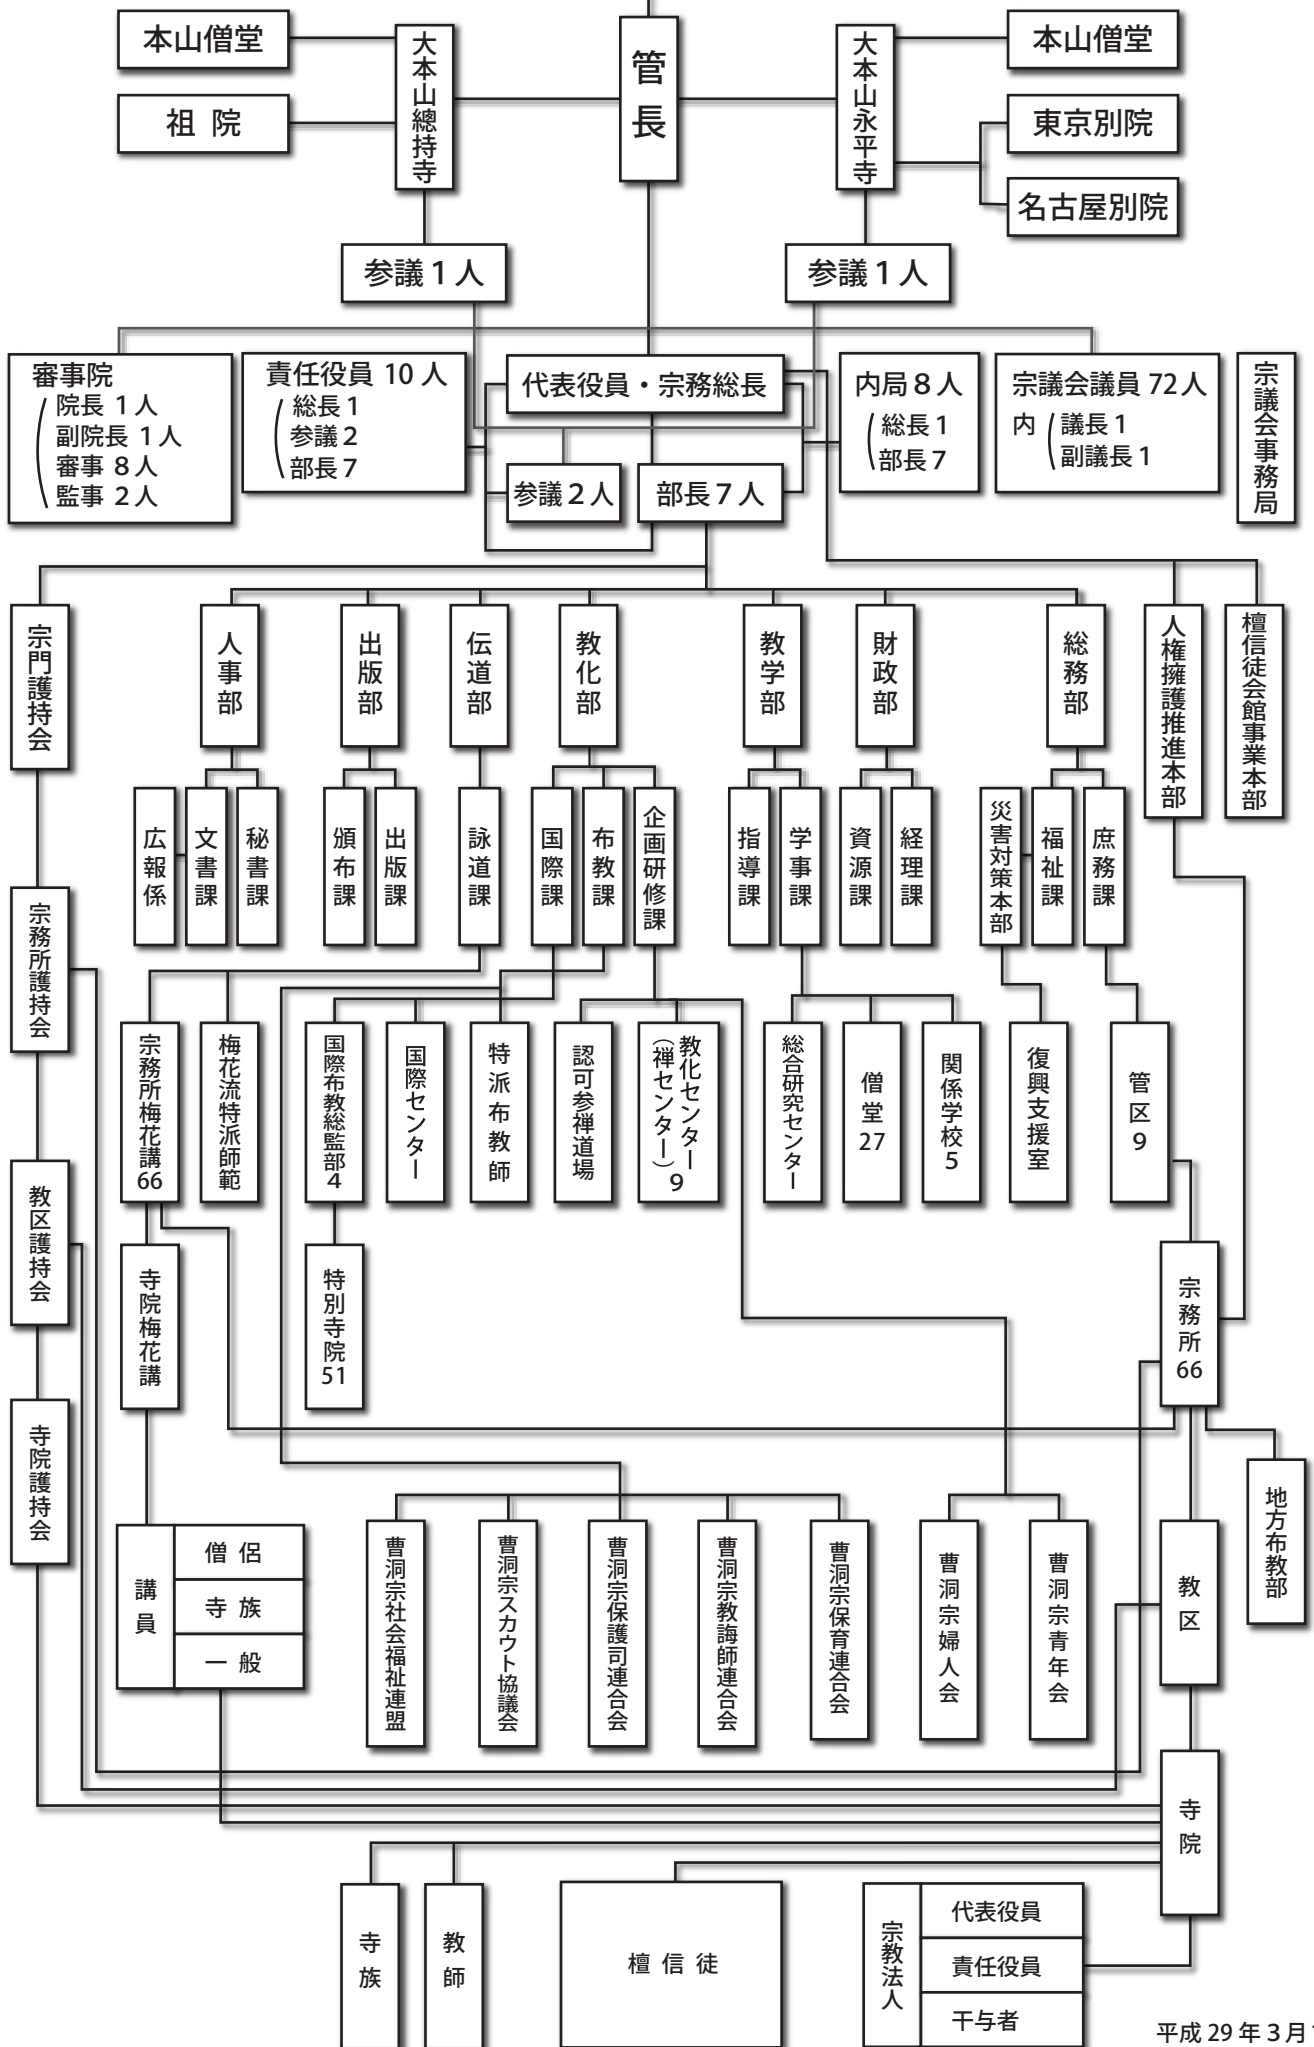 本山僧堂
祖院
大本山總持寺
管長
大本山永平寺
本山僧堂
東京別院
名古屋別院
参議1人
参議1人
審事院
院長 1人
副院長 1人
審事 8人
監事 2人
責任役員 10人
総長1
参議2
部長7
代表役員・宗務総長
参議2人
部長7人
内局8人
総長1
部長7
宗議会議員 72人
内 議長1
副議長1
宗議会事務局
宗門護持会
人事部
出版部
伝道部
教化部
教学部
財政部
総務部
人権擁護推進本部
檀信徒会館事業本部
広報係
文書課
秘書課
頒布課
出版課
詠道課
国際課
布教課
企画研修課
指導課
学事課
資源課
経理課
災害対策本部
福祉課
庶務課
宗務所護持会
宗務所梅花講66
梅花流特派師範
国際布教総監部4
国際センター
特派布教師
認可参禅道場
教化センター
(禅センター)9
総合研究センター
僧堂27
関係学校5
復興支援室
管区9
教区護持会
寺院梅花講
特別寺院51
宗務所66
寺院護持会
地方布教部
講員
僧侶
寺族
一般
曹洞宗社会福祉連盟
曹洞宗スカウト協議会
曹洞宗保護司連合会
曹洞宗教誨師連合会
曹洞宗保育連合会
曹洞宗婦人会
曹洞宗青年会
教区
寺院
寺族
教師
檀信徒
宗教法人
代表役員
責任役員
干与者
平成29年3月